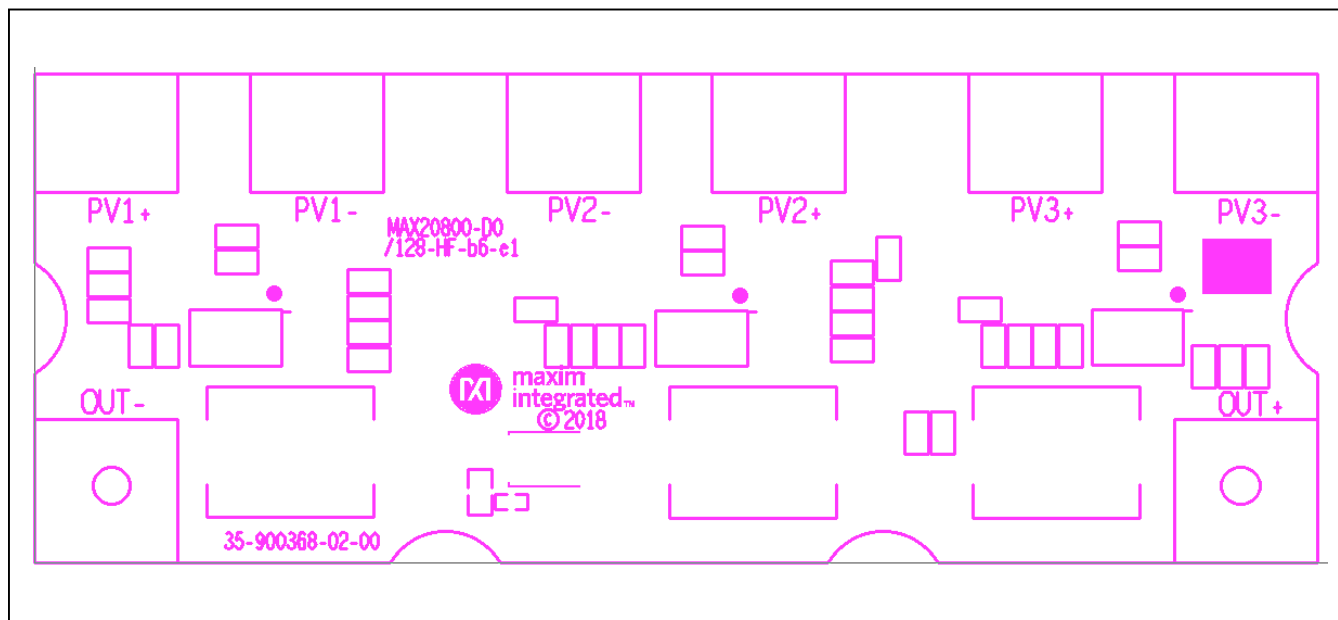 PV1+ PV1- PV2- PV2+ PV3+ PV3-
MAX20800-D0
/128-HF-b6-e1
maxim
integrated™
© 2018
OUT- OUT+
35-900368-02-00